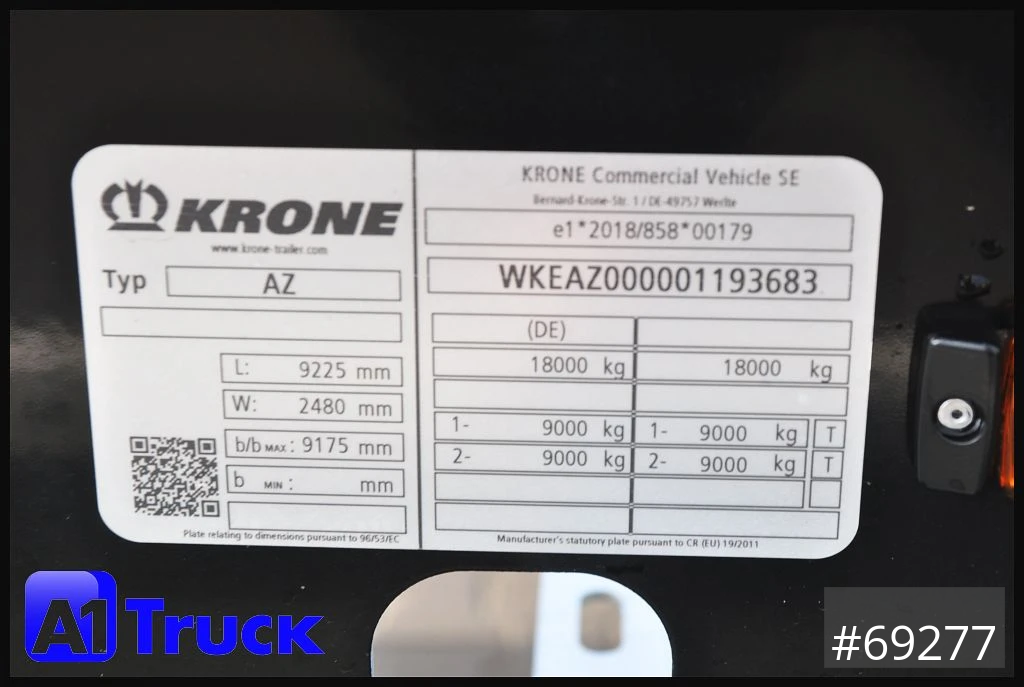 KRONE
www.krone-trailer.com
Typ AZ
L: 9225 mm
W: 2480 mm
b/b MAX: 9175 mm
b MIN: mm
Plate relating to dimensions pursuant to 96/53/EC
KRONE Commercial Vehicle SE
Bernard-Krone-Str. 1 / DE-49757 Werlte
e1*2018/858*00179
WKEAZ000001193683
(DE)
18000 kg 18000 kg
1- 9000 kg 1- 9000 kg T
2- 9000 kg 2- 9000 kg T
Manufacturer's statutory plate pursuant to CR (EU) 19/2011
A1 Truck
#69277